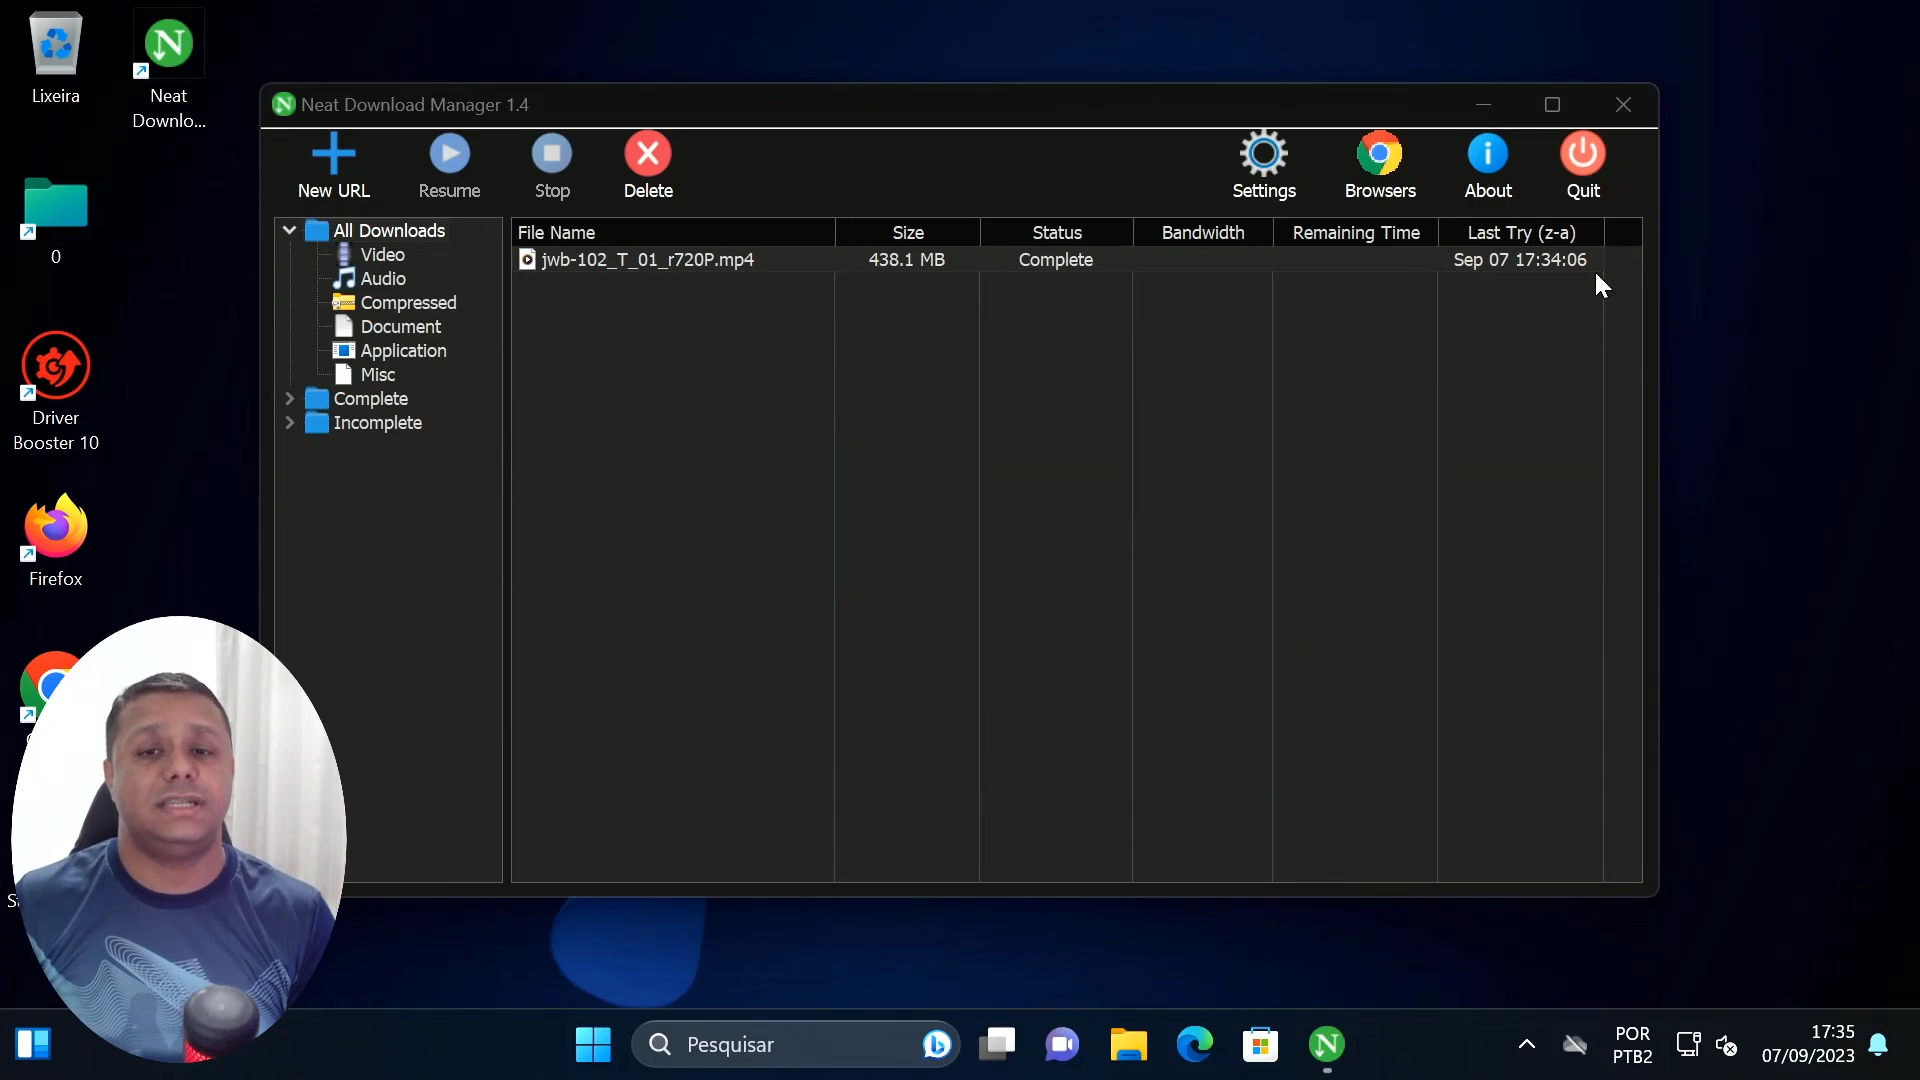 Lixeira
Neat
Downlo...
0
Driver
Booster 10
Firefox
Neat Download Manager 1.4
New URL
Resume
Stop
Delete
Settings
Browsers
About
Quit
All Downloads
Video
Audio
Compressed
Document
Application
Misc
Complete
Incomplete
File Name Size Status Bandwidth Remaining Time Last Try (z-a)
jwb-102_T_01_r720P.mp4 438.1 MB Complete Sep 07 17:34:06
Pesquisar
POR
PTB2
17:35
07/09/2023